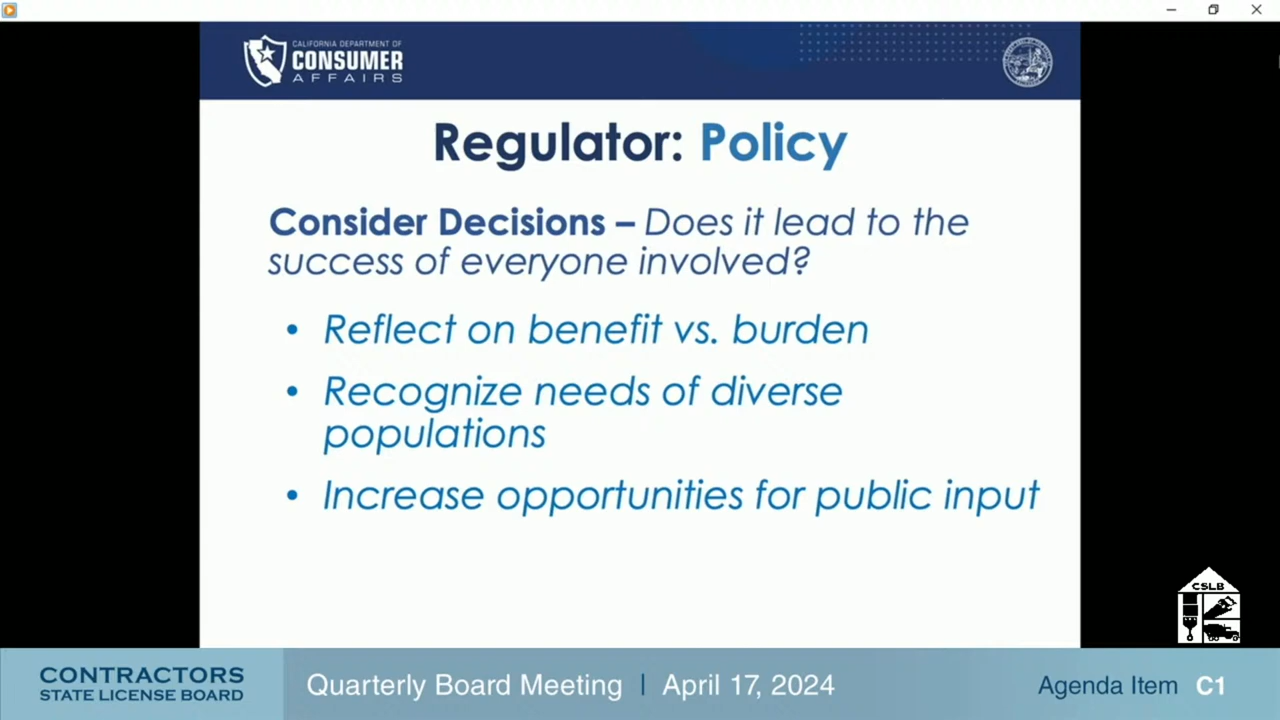 CALIFORNIA DEPARTMENT OF
CONSUMER
AFFAIRS
Regulator: Policy
Consider Decisions – Does it lead to the
success of everyone involved?
• Reflect on benefit vs. burden
• Recognize needs of diverse
populations
• Increase opportunities for public input
CSLB
CONTRACTORS
STATE LICENSE BOARD
Quarterly Board Meeting | April 17, 2024
Agenda Item C1